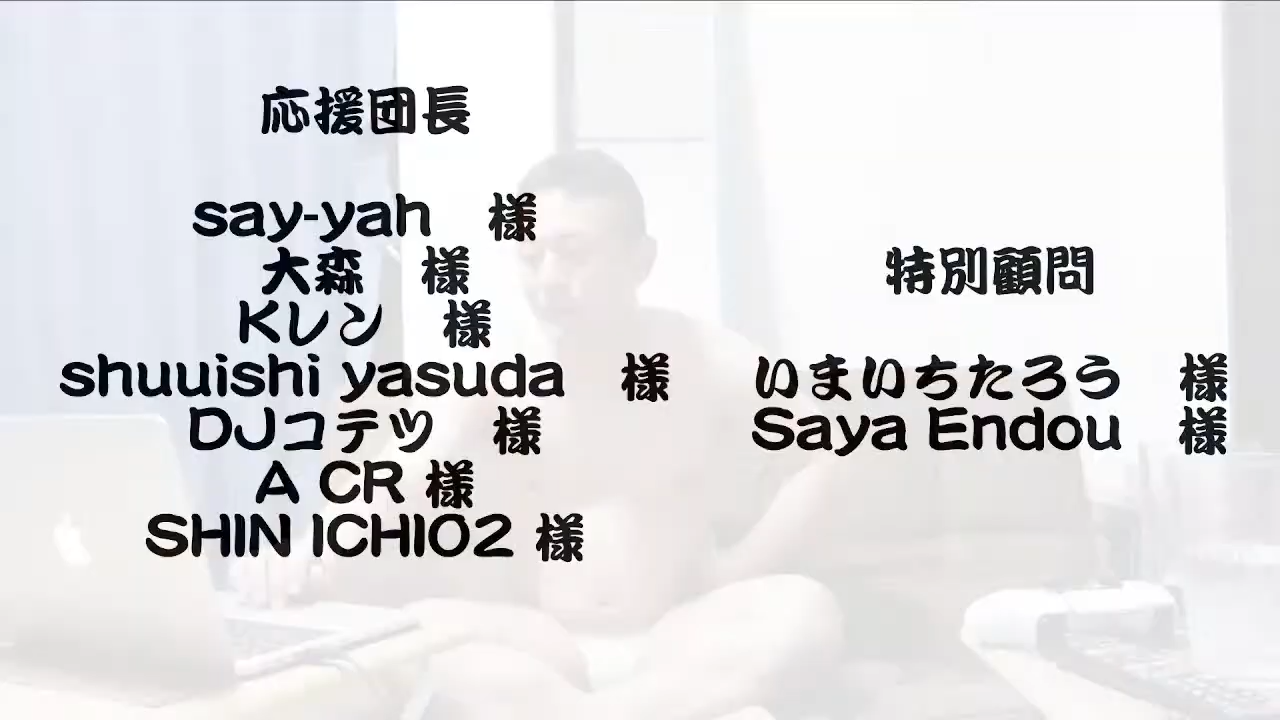 応援団長
say-yah　様
大森　様
Kレン　様
shuuishi yasuda　様
DJコテツ　様
A CR 様
SHIN ICHI02 様
特別顧問
いまいちたろう　様
Saya Endou　様